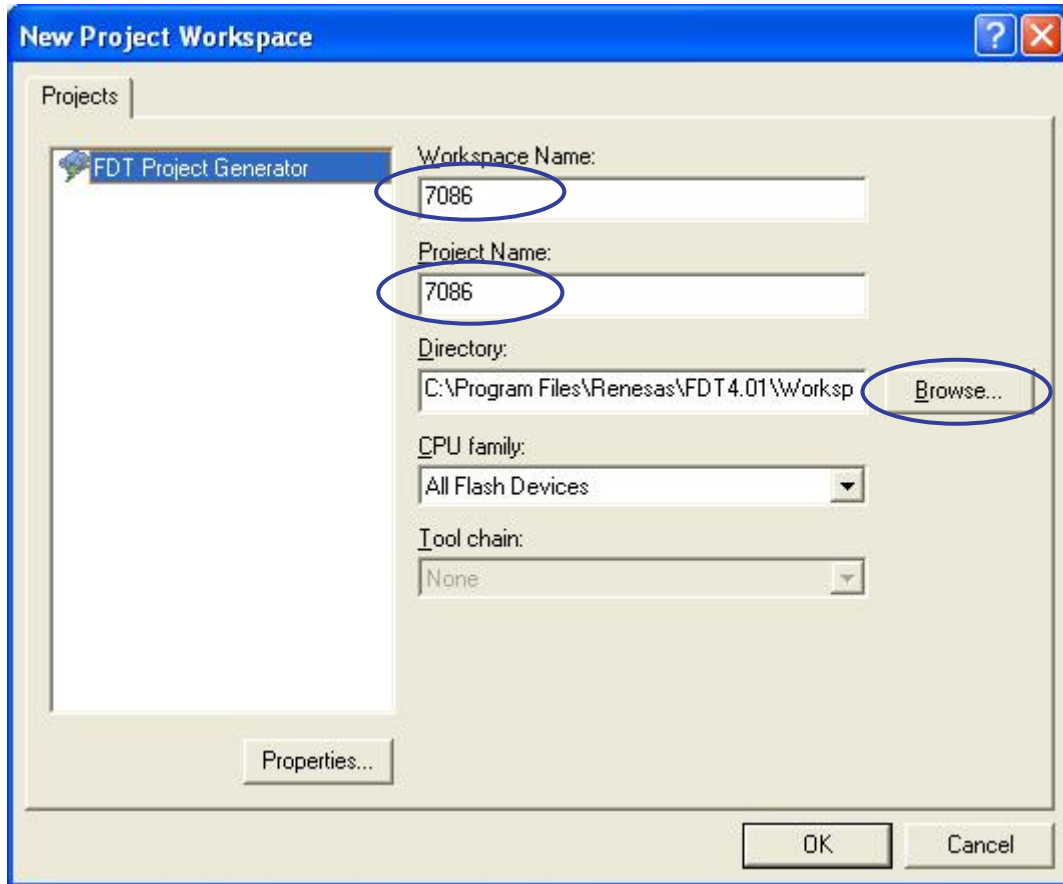 New Project Workspace
Projects
FDT Project Generator
Workspace Name:
7086
Project Name:
7086
Directory:
C:\Program Files\Renesas\FDT4.01\Worksp
Browse...
CPU family:
All Flash Devices
Tool chain:
None
Properties...
OK
Cancel